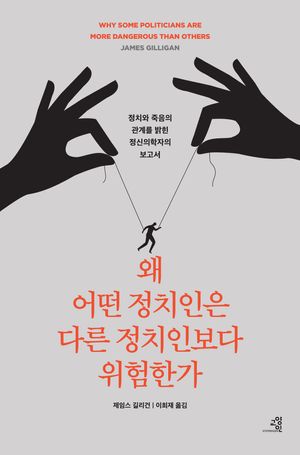 WHY SOME POLITICIANS ARE
MORE DANGEROUS THAN OTHERS
JAMES GILLIGAN
정치와 죽음의
관계를 밝힌
정신의학자의
보고서
왜
어떤 정치인은
다른 정치인보다
위험한가
제임스 길리건 | 이희재 옮김
교양인